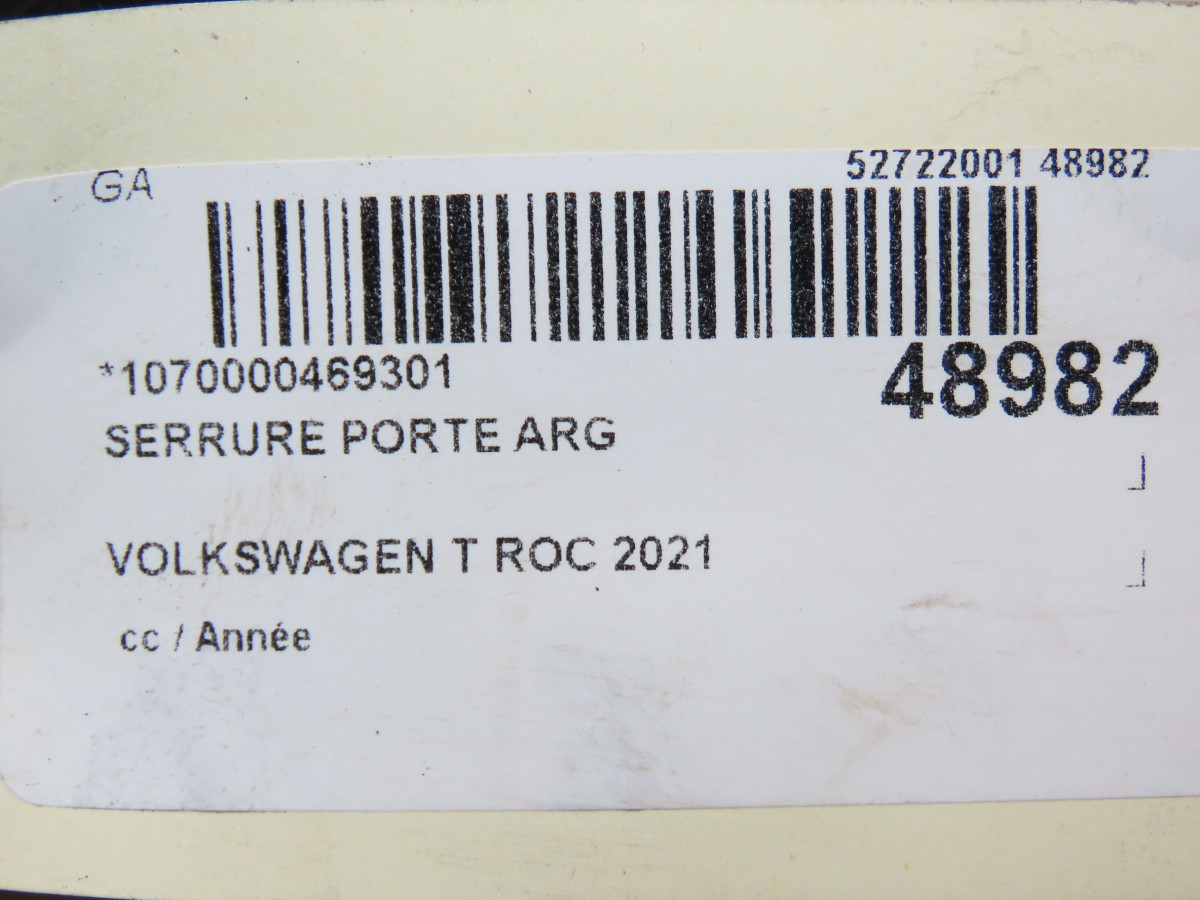 GA
52722001 48982
*1070000469301
48982
SERRURE PORTE ARG
VOLKSWAGEN T ROC 2021
cc / Année